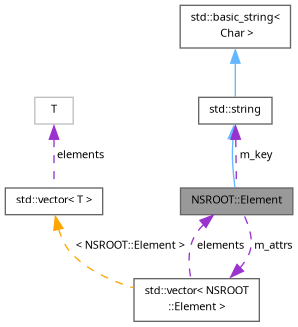 std::basic_string<
Char >
T
std::string
elements
m_key
std::vector< T >
NSROOT::Element
< NSROOT::Element >
elements
m_attrs
std::vector< NSROOT
::Element >